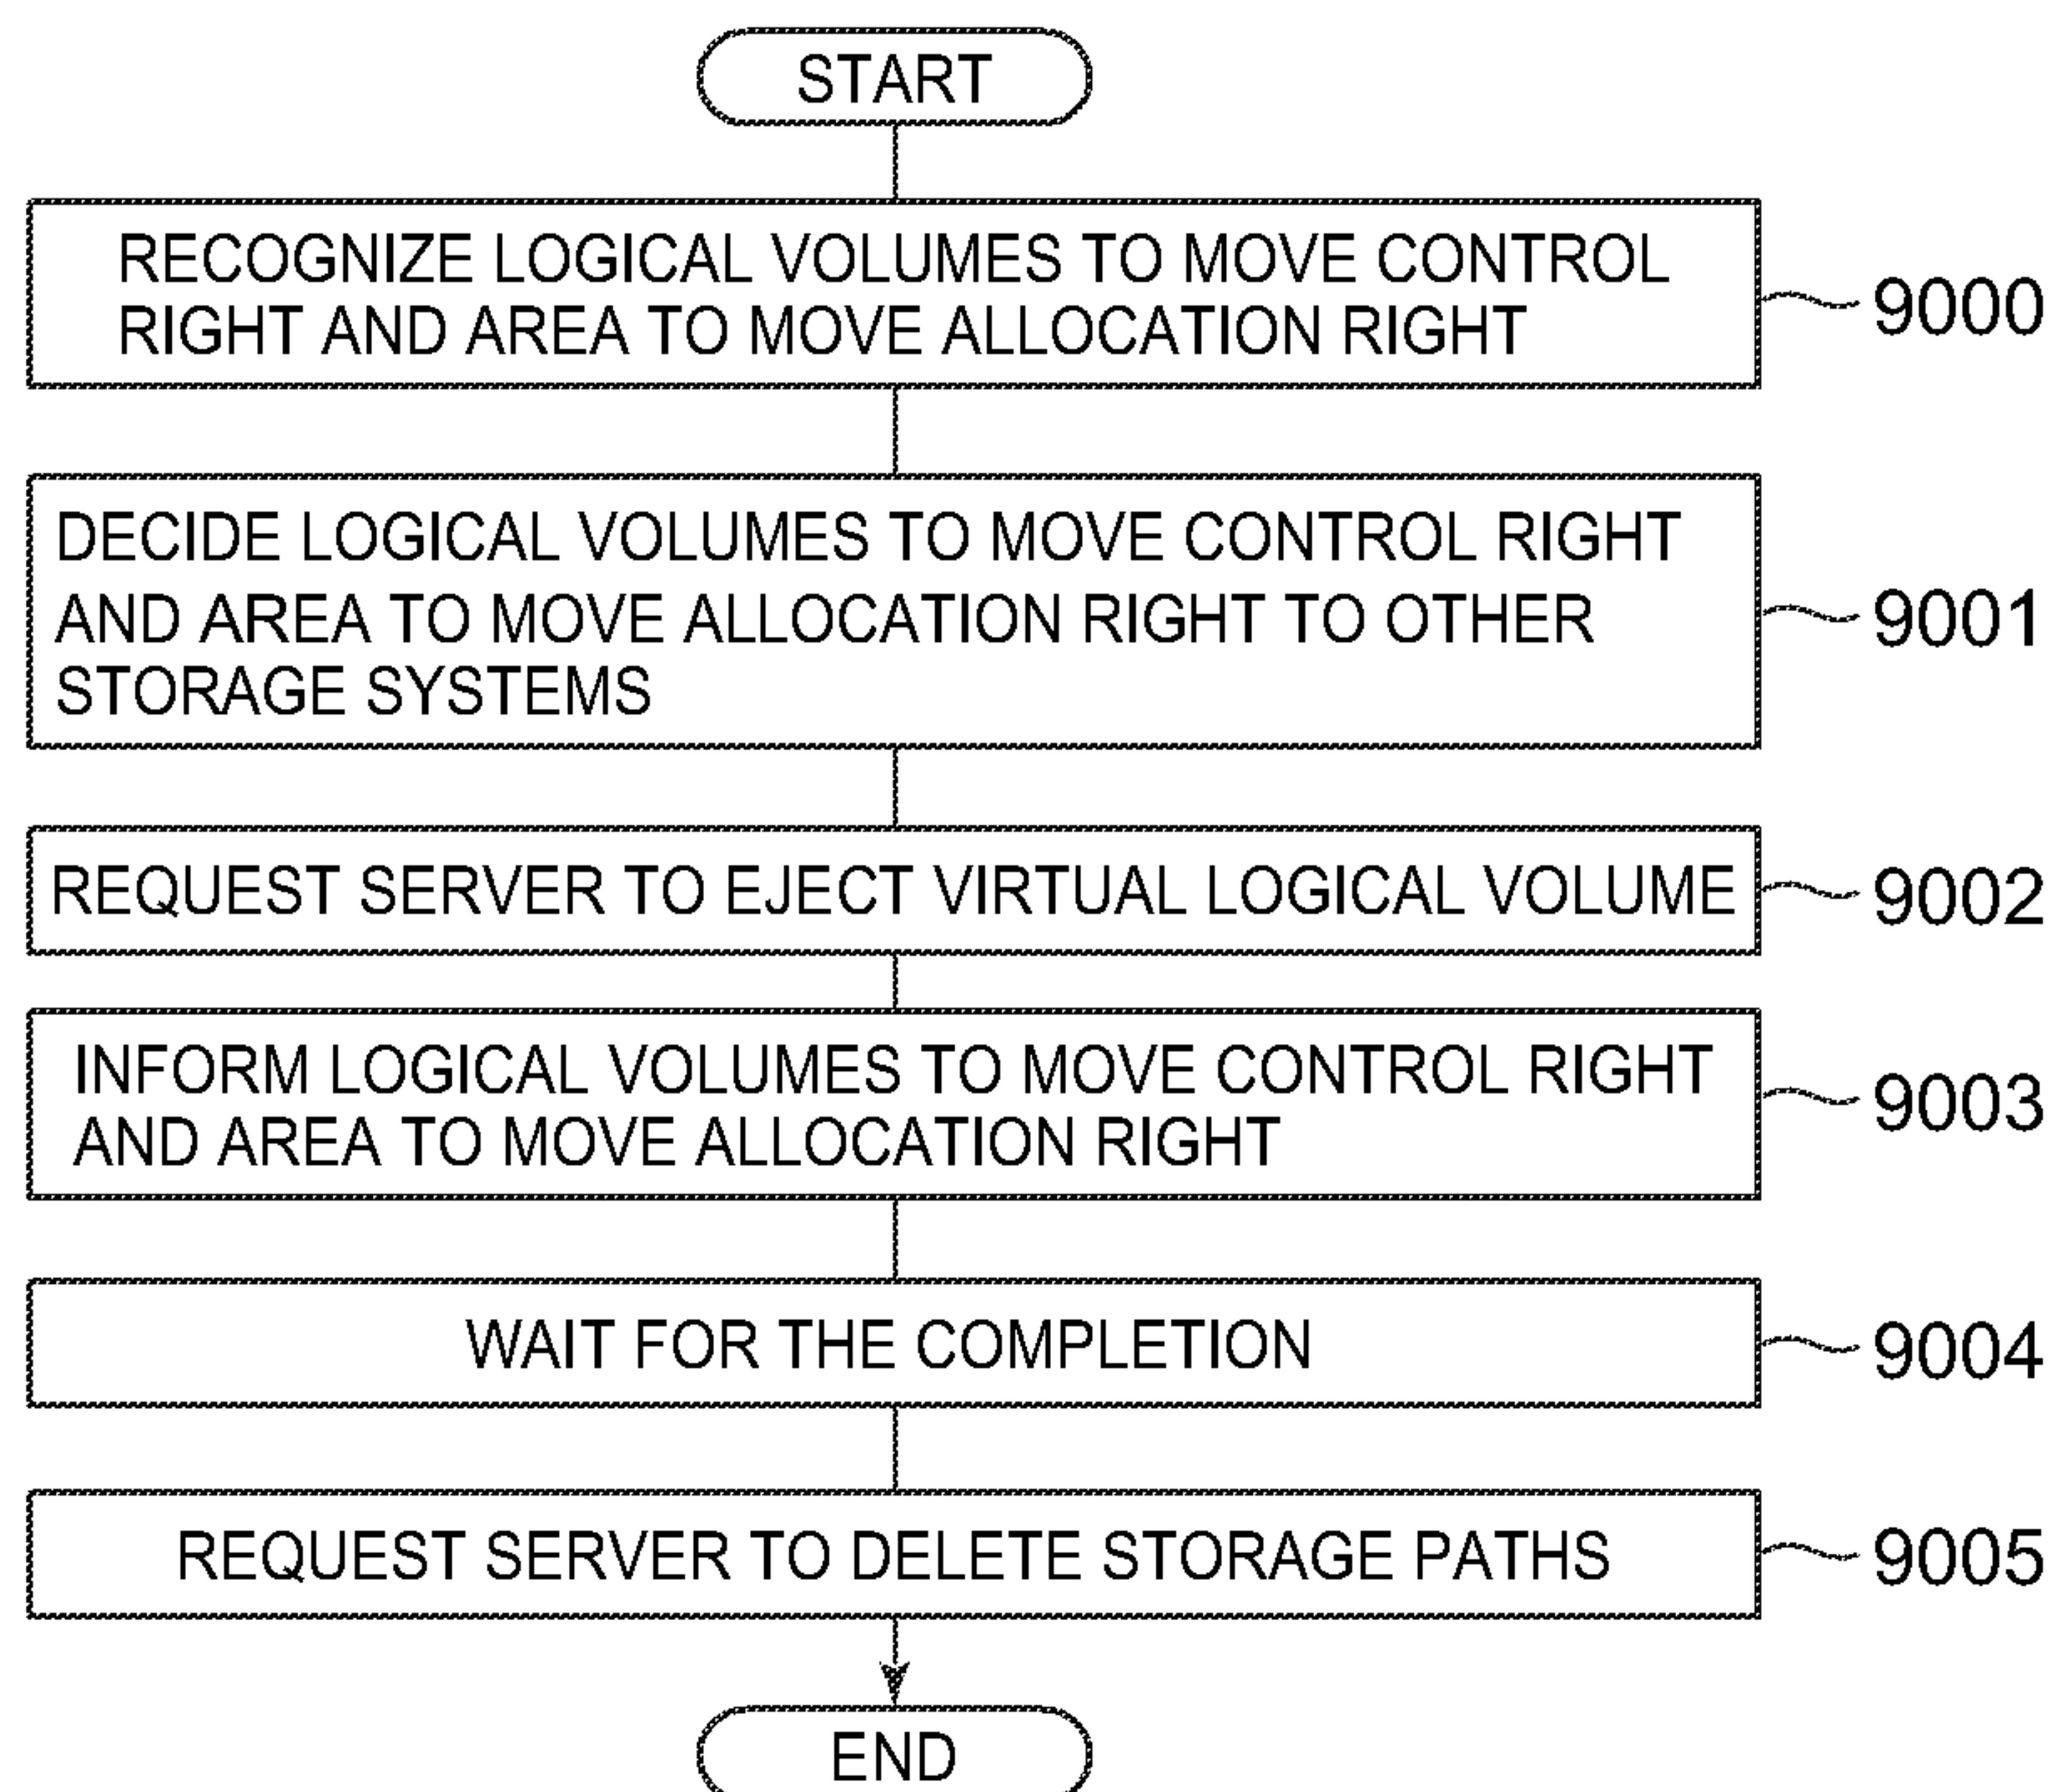 START
RECOGNIZE LOGICAL VOLUMES TO MOVE CONTROL
RIGHT AND AREA TO MOVE ALLOCATION RIGHT
9000
DECIDE LOGICAL VOLUMES TO MOVE CONTROL RIGHT
AND AREA TO MOVE ALLOCATION RIGHT TO OTHER
STORAGE SYSTEMS
9001
REQUEST SERVER TO EJECT VIRTUAL LOGICAL VOLUME
9002
INFORM LOGICAL VOLUMES TO MOVE CONTROL RIGHT
AND AREA TO MOVE ALLOCATION RIGHT
9003
WAIT FOR THE COMPLETION
9004
REQUEST SERVER TO DELETE STORAGE PATHS
9005
END